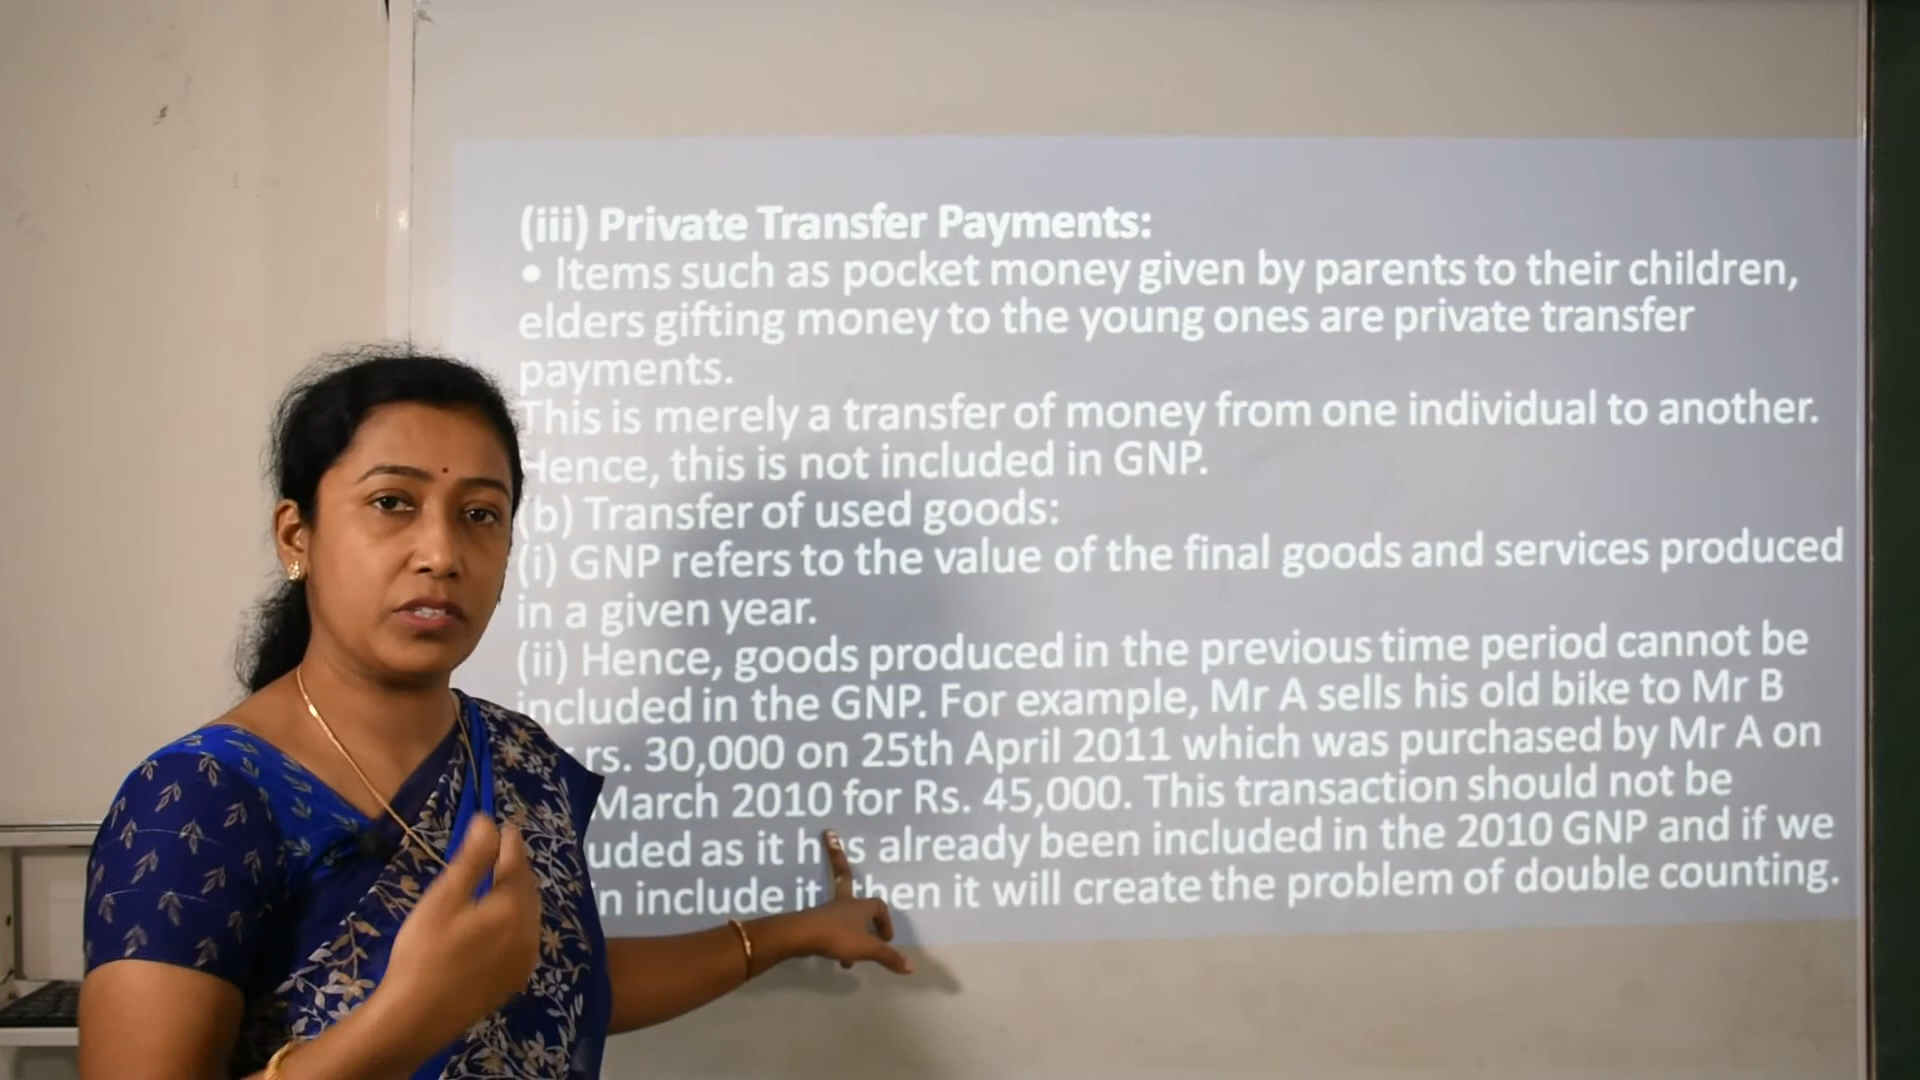 (iii) Private Transfer Payments:
• Items such as pocket money given by parents to their children,
elders gifting money to the young ones are private transfer
payments.
This is merely a transfer of money from one individual to another.
Hence, this is not included in GNP.
(b) Transfer of used goods:
(i) GNP refers to the value of the final goods and services produced
in a given year.
(ii) Hence, goods produced in the previous time period cannot be
included in the GNP. For example, Mr A sells his old bike to Mr B
rs. 30,000 on 25th April 2011 which was purchased by Mr A on
March 2010 for Rs. 45,000. This transaction should not be
as it has already been included in the 2010 GNP and if we
include it then it will create the problem of double counting.